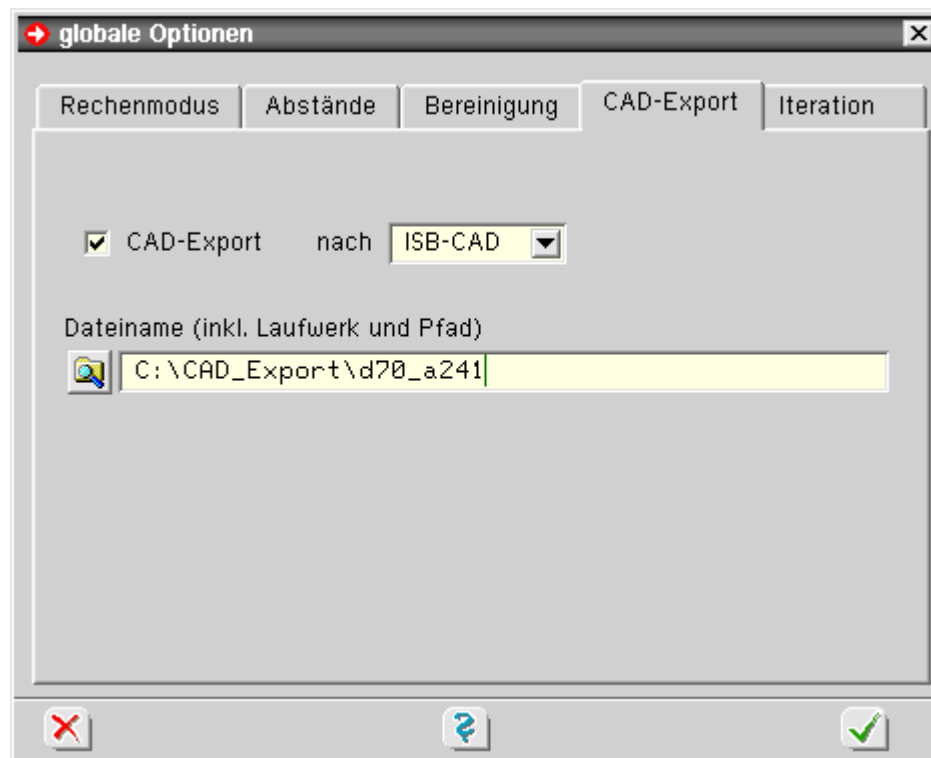 globale Optionen
Rechenmodus Abstände Bereinigung CAD-Export Iteration
CAD-Export nach ISB-CAD
Dateiname (inkl. Laufwerk und Pfad)
C:\CAD_Export\d70_a241